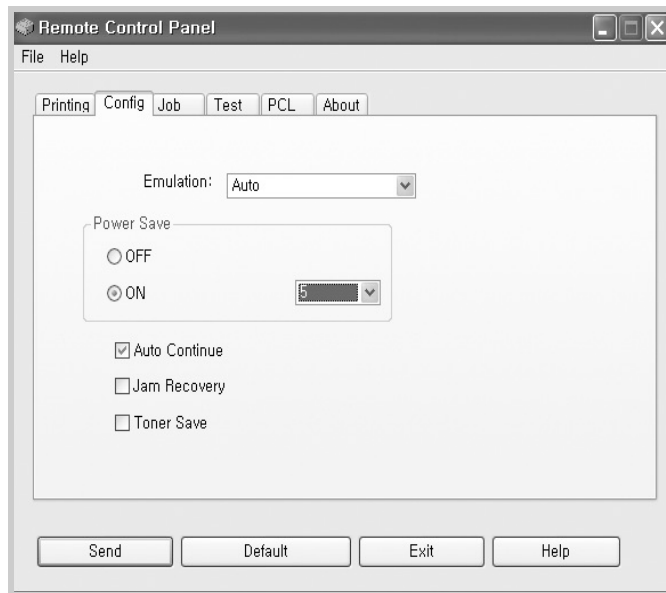 Remote Control Panel
File Help
Printing Config Job Test PCL About
Emulation: Auto
Power Save
OFF
ON 5
Auto Continue
Jam Recovery
Toner Save
Send Default Exit Help